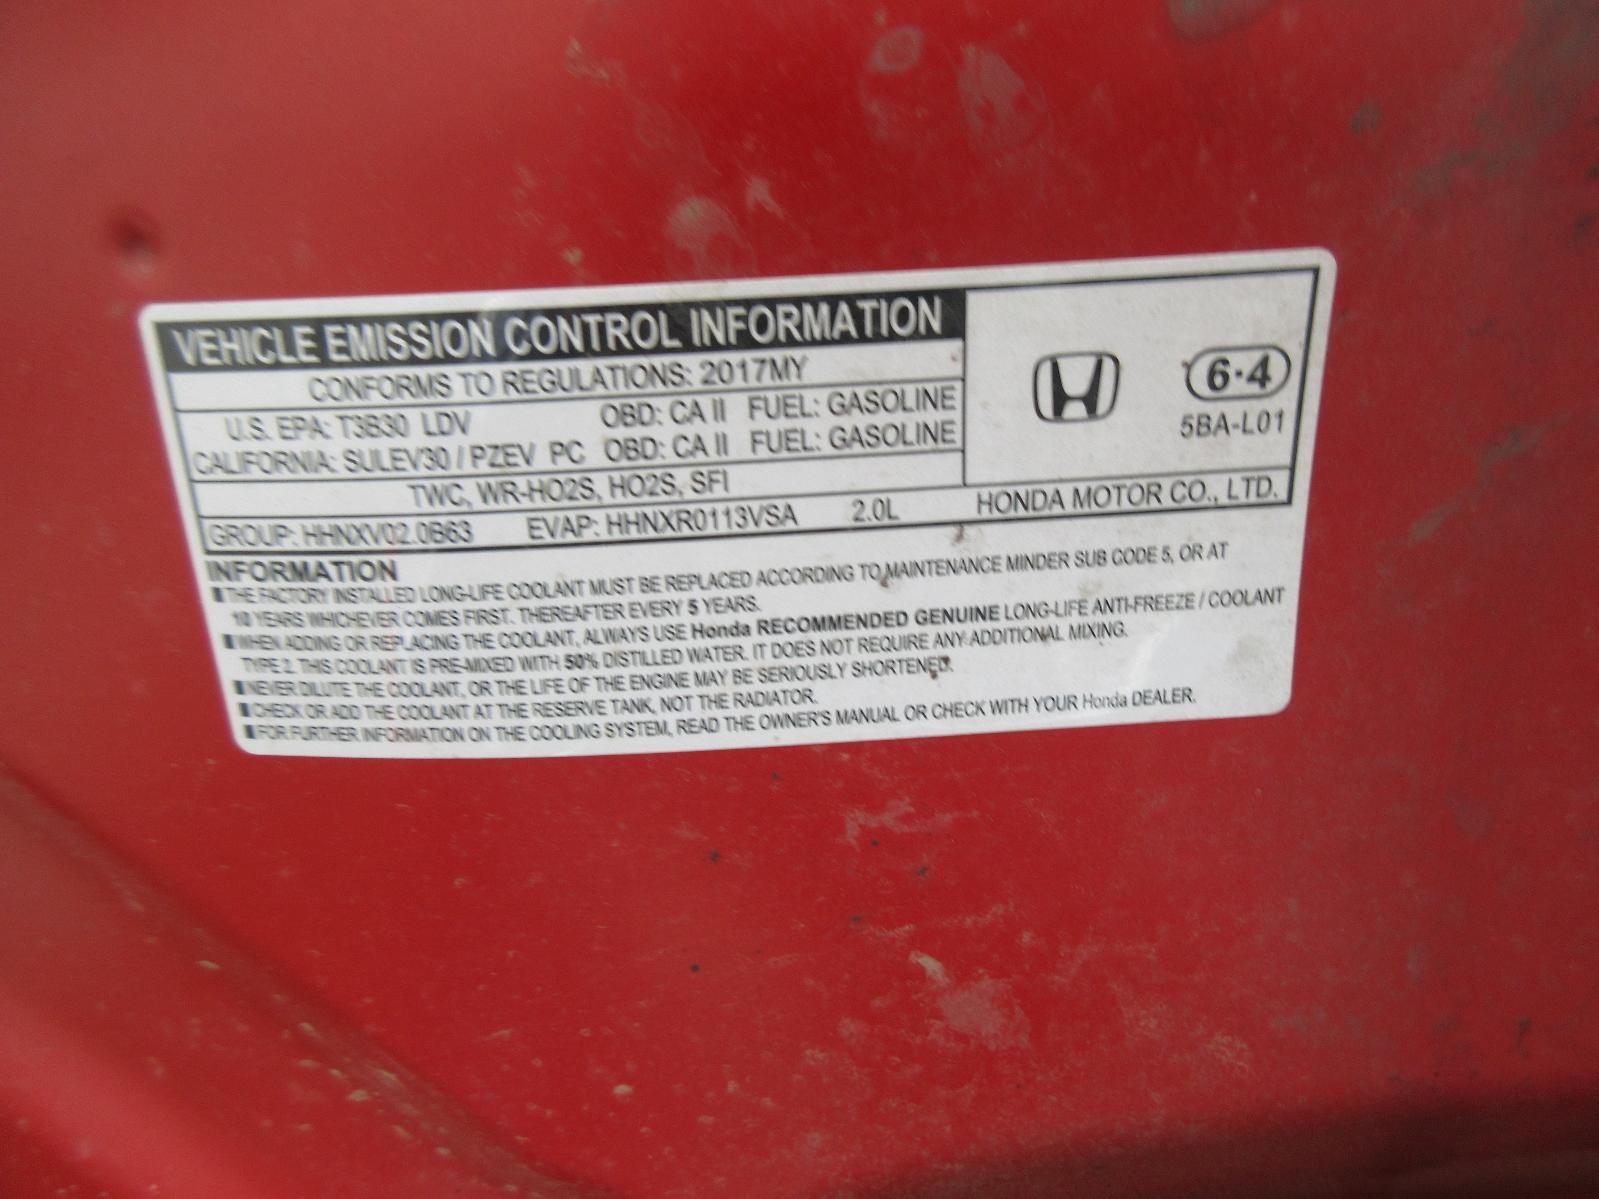 VEHICLE EMISSION CONTROL INFORMATION
CONFORMS TO REGULATIONS: 2017MY
U.S. EPA: T3B30 LDV OBD: CA II FUEL: GASOLINE
CALIFORNIA: SULEV30 / PZEV PC OBD: CA II FUEL: GASOLINE
TWC, WR-HO2S, HO2S, SFI
6·4
5BA-L01
GROUP: HHNXV02.0B63 EVAP: HHNXR0113VSA 2.0L HONDA MOTOR CO., LTD.
INFORMATION
THE FACTORY INSTALLED LONG-LIFE COOLANT MUST BE REPLACED ACCORDING TO MAINTENANCE MINDER SUB CODE 5, OR AT
10 YEARS WHICHEVER COMES FIRST. THEREAFTER EVERY 5 YEARS.
WHEN ADDING OR REPLACING THE COOLANT, ALWAYS USE Honda RECOMMENDED GENUINE LONG-LIFE ANTI-FREEZE / COOLANT
TYPE 2. THIS COOLANT IS PRE-MIXED WITH 50% DISTILLED WATER. IT DOES NOT REQUIRE ANY ADDITIONAL MIXING.
NEVER DILUTE THE COOLANT, OR THE LIFE OF THE ENGINE MAY BE SERIOUSLY SHORTENED.
CHECK OR ADD THE COOLANT AT THE RESERVE TANK, NOT THE RADIATOR.
FOR FURTHER INFORMATION ON THE COOLING SYSTEM, READ THE OWNER'S MANUAL OR CHECK WITH YOUR Honda DEALER.